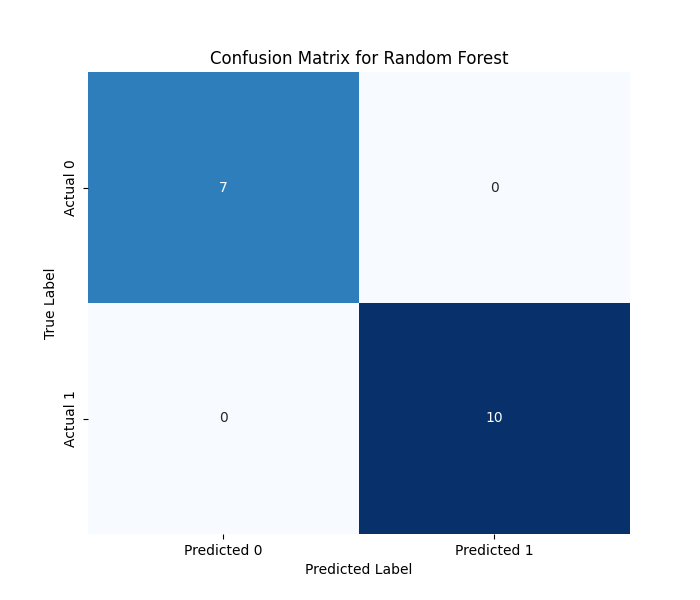 Confusion Matrix for Random Forest
Actual 0
7
0
True Label
Actual 1
0
10
Predicted 0
Predicted 1
Predicted Label